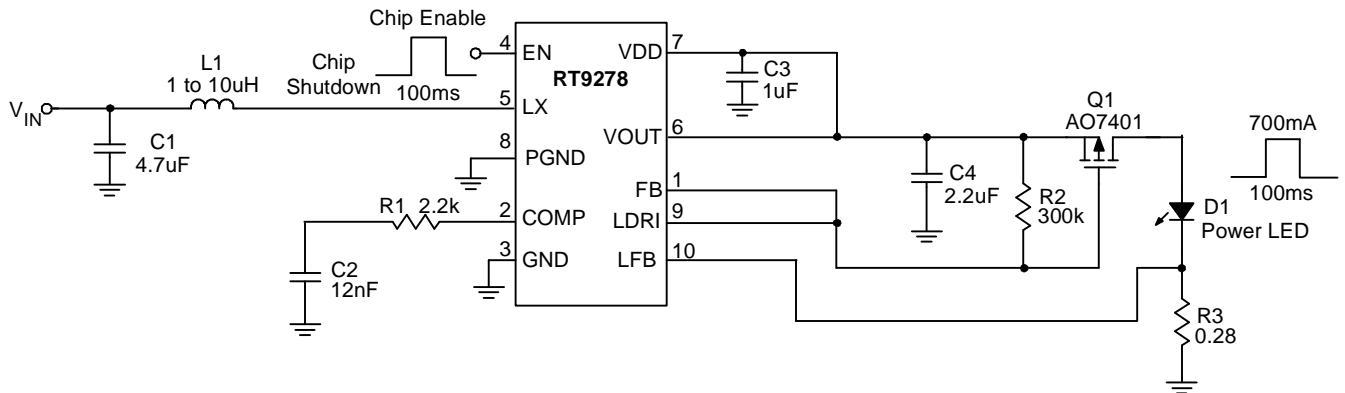 Chip Enable
Chip
Shutdown
100ms
L1
1 to 10uH
VIN
C1
4.7uF
4
EN
5
LX
8
PGND
R1 2.2k
2
COMP
3
GND
C2
12nF
RT9278
VDD
7
VOUT
6
FB
1
LDRI
9
LFB
10
C3
1uF
C4
2.2uF
R2
300k
Q1
AO7401
700mA
100ms
D1
Power LED
R3
0.28